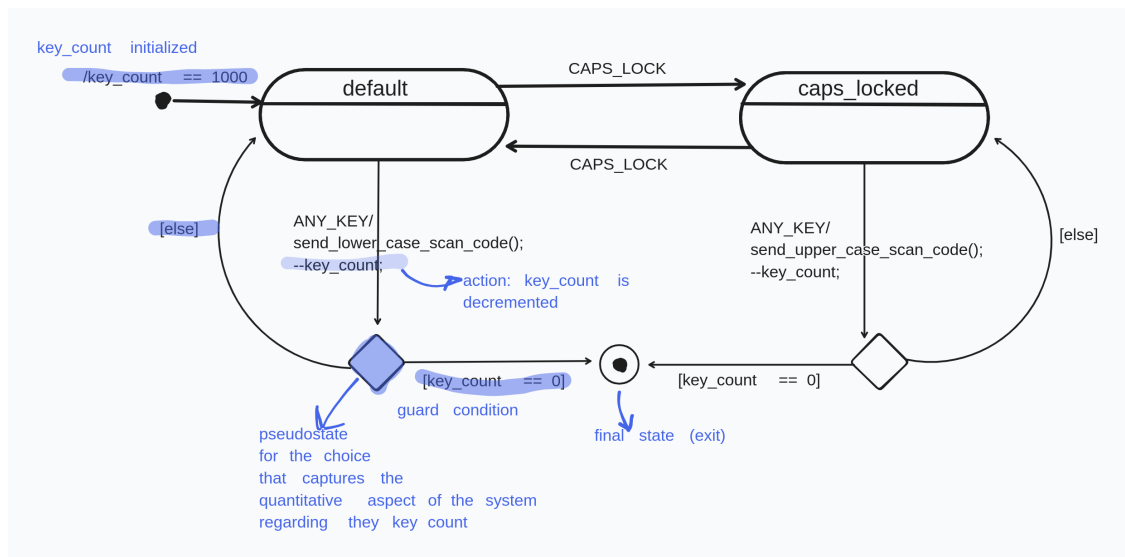 key_count initialized
/key_count == 1000
default
CAPS_LOCK
caps_locked
CAPS_LOCK
[else]
ANY_KEY/
send_lower_case_scan_code();
--key_count;
action: key_count is
decremented
ANY_KEY/
send_upper_case_scan_code();
--key_count;
[else]
[key_count == 0]
guard condition
[key_count == 0]
pseudostate
for the choice
that captures the
quantitative aspect of the system
regarding they key count
final state (exit)